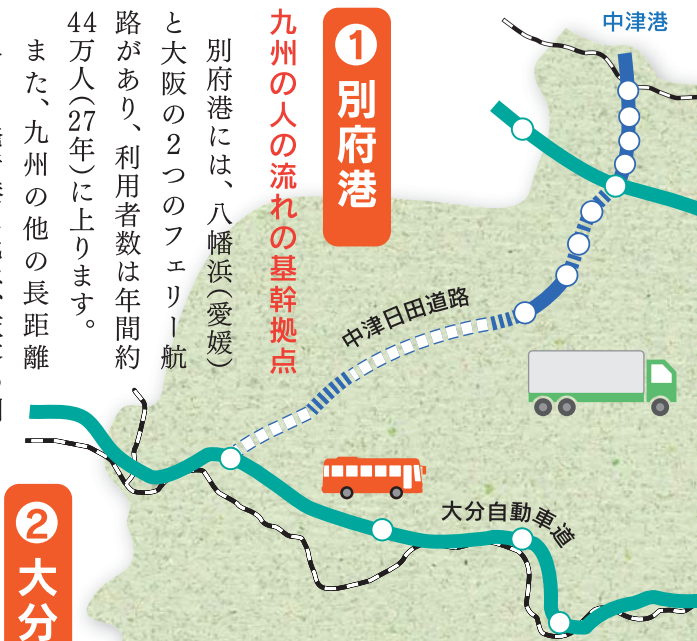 ❶別府港
九州の人の流れの基幹拠点
別府港には、八幡浜(愛媛)
と大阪の2つのフェリー航
路があり、利用者数は年間約
44万人(27年)に上ります。
また、九州の他の長距離
中津港
中津日田道路
大分自動車道
❷大分